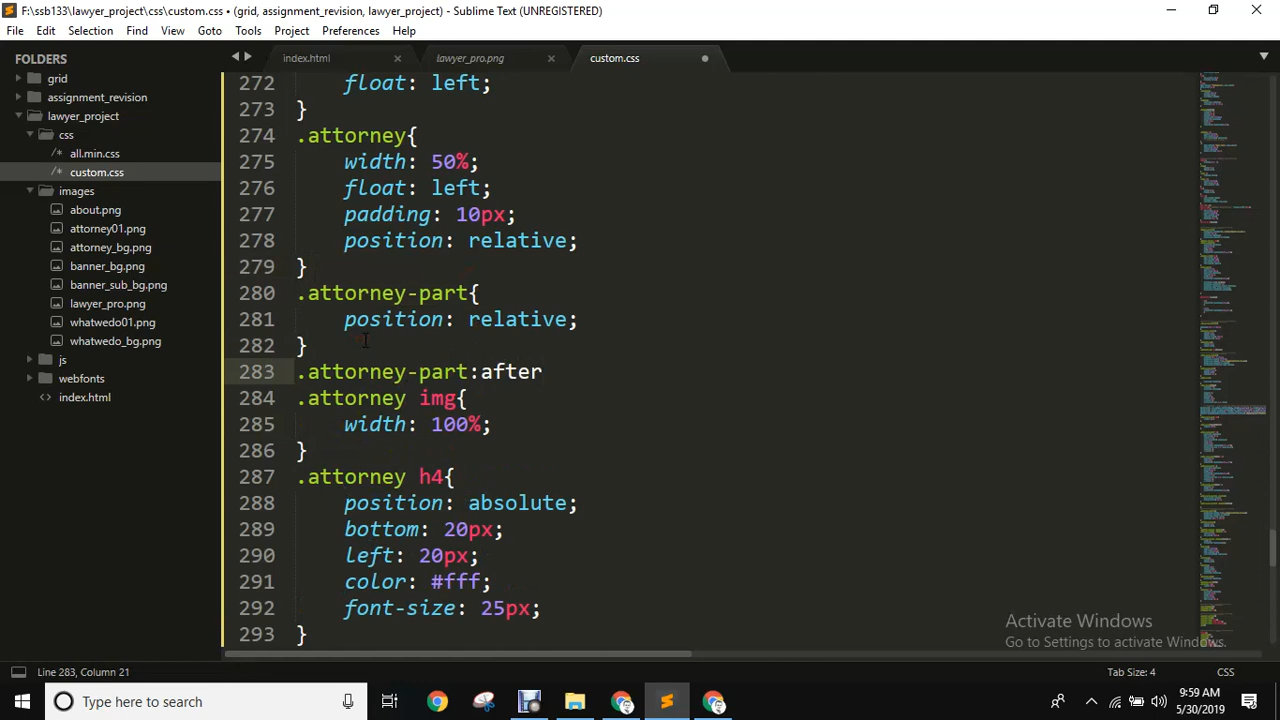 F:\ssb133\lawyer_project\css\custom.css • (grid, assignment_revision, lawyer_project) - Sublime Text (UNREGISTERED)
File Edit Selection Find View Goto Tools Project Preferences Help
FOLDERS
grid
assignment_revision
lawyer_project
css
/* all.min.css
/* custom.css
images
about.png
attorney01.png
attorney_bg.png
banner_bg.png
banner_sub_bg.png
lawyer_pro.png
whatwedo01.png
whatwedo_bg.png
js
webfonts
<> index.html
index.html lawyer_pro.png custom.css
272 float: left;
273 }
274 .attorney{
275 width: 50%;
276 float: left;
277 padding: 10px;
278 position: relative;
279 }
280 .attorney-part{
281 position: relative;
282 }
283 .attorney-part:after
284 .attorney img{
285 width: 100%;
286 }
287 .attorney h4{
288 position: absolute;
289 bottom: 20px;
290 left: 20px;
291 color: #fff;
292 font-size: 25px;
293 }
Activate Windows
Go to Settings to activate Windows.
Line 283, Column 21 Tab Size: 4 CSS
Type here to search
9:59 AM
5/30/2019